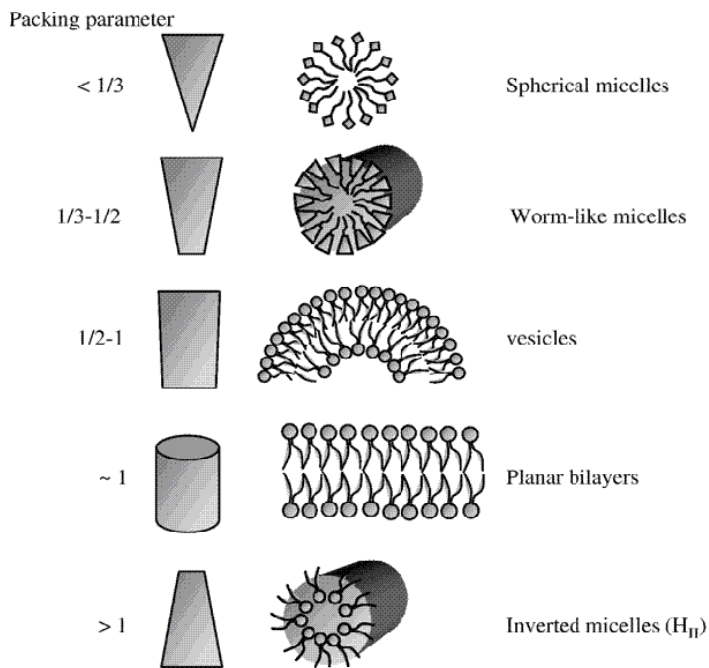 Packing parameter
< 1/3 Spherical micelles
1/3-1/2 Worm-like micelles
1/2-1 vesicles
~ 1 Planar bilayers
> 1 Inverted micelles (H_II)